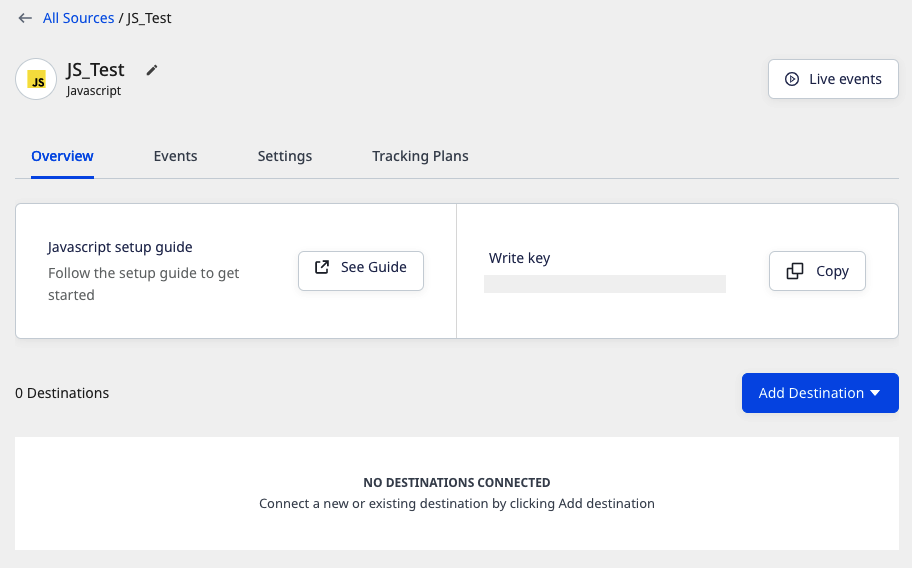 All Sources / JS_Test
JS
JS_Test
Javascript
Live events
Overview
Events
Settings
Tracking Plans
Javascript setup guide
Follow the setup guide to get
started
See Guide
Write key
Copy
0 Destinations
Add Destination
NO DESTINATIONS CONNECTED
Connect a new or existing destination by clicking Add destination